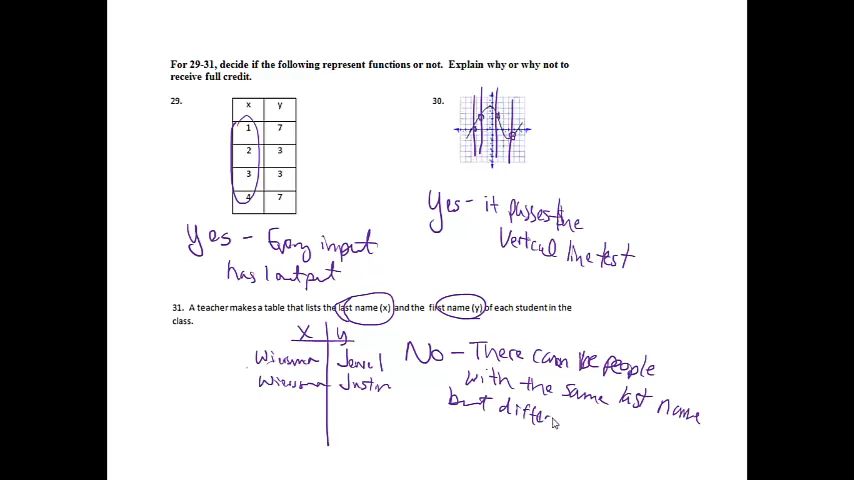 For 29-31, decide if the following represent functions or not. Explain why or why not to
receive full credit.
29.
x y
1 7
2 3
3 3
4 7
Yes - Every input
has 1 output
30.
Yes - it passes the
Vertical line test
31. A teacher makes a table that lists the last name (x) and the first name (y) of each student in the
class.
X y
Jewel
Justin
No - There can be people
with the same last name
but differ